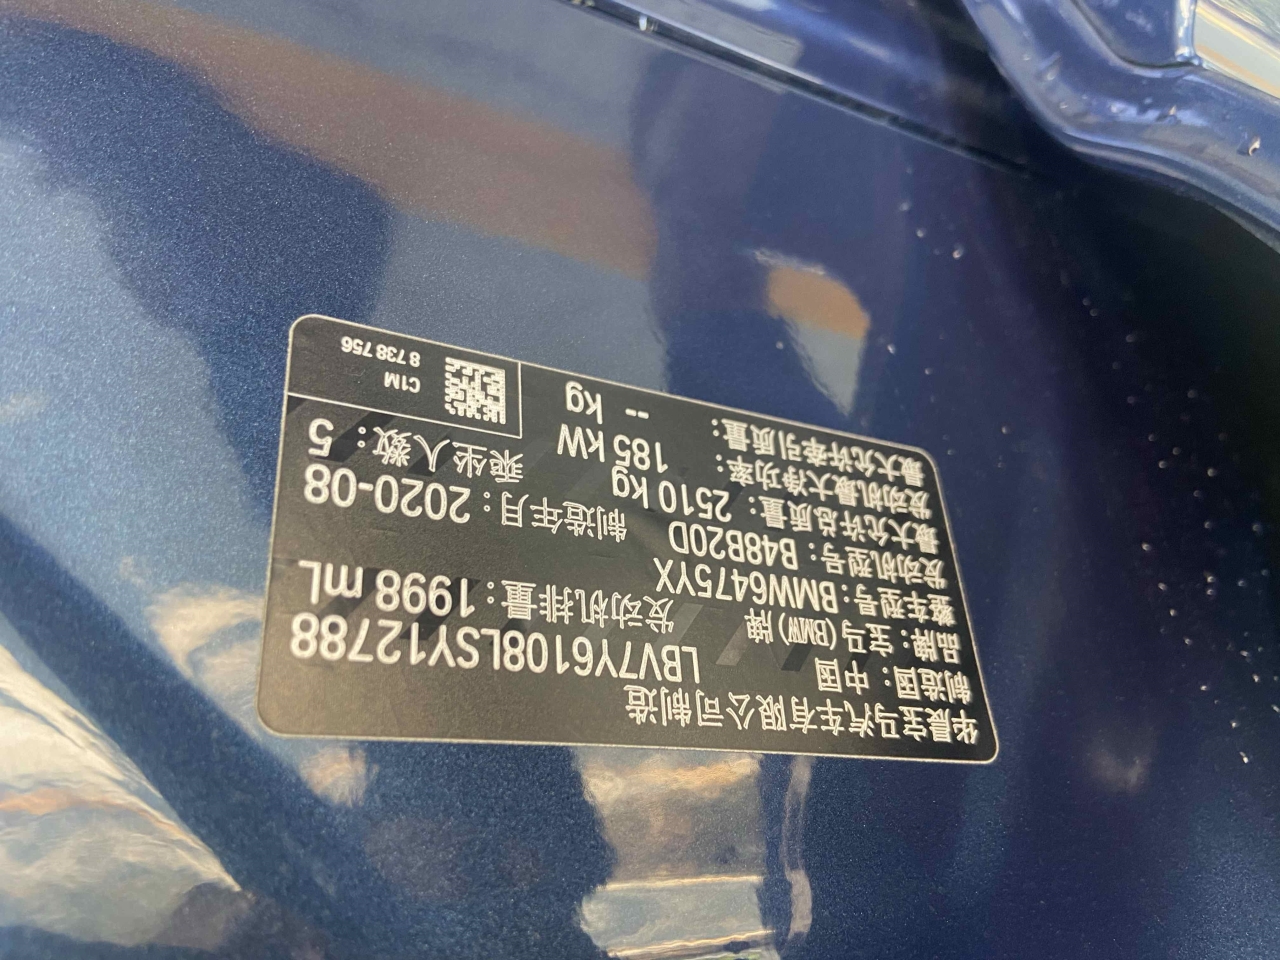 华晨宝马汽车有限公司制造
制造国：中国 LBV7Y6108LSY12788
品牌：宝马(BMW)牌
整车型号：BMW6475YX 发动机排量：1998 mL
发动机型号：B48B20D 制造年月：2020-08
最大允许总质量：2510 kg 乘坐人数：5
发动机最大净功率：185 kW
最大允许牵引质量：-- kg
C1M
8 738 756